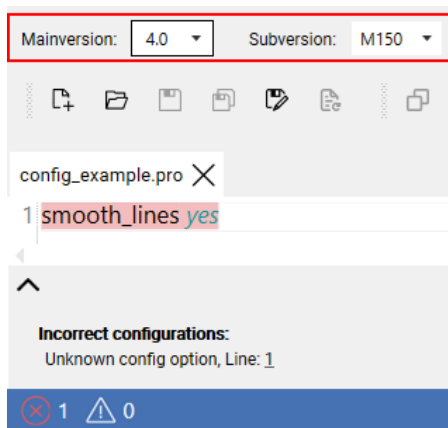 Mainversion: 4.0 Subversion: M150
config_example.pro
1 smooth_lines yes
Incorrect configurations:
Unknown config option, Line: 1
1 0